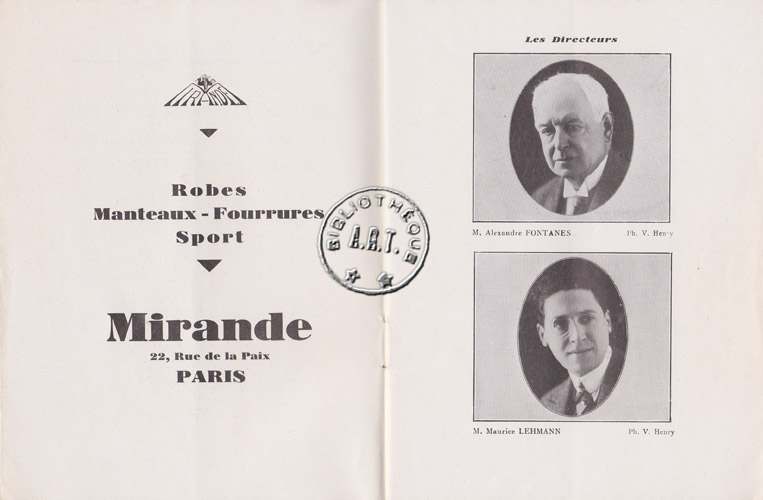 MIRANDE
Robes
Manteaux - Fourrures
Sport
Mirande
22, Rue de la Paix
PARIS
BIBLIOTHÈQUE
A.R.T.
Les Directeurs
M. Alexandre FONTANES Ph. V. Henry
M. Maurice LEHMANN Ph. V. Henry